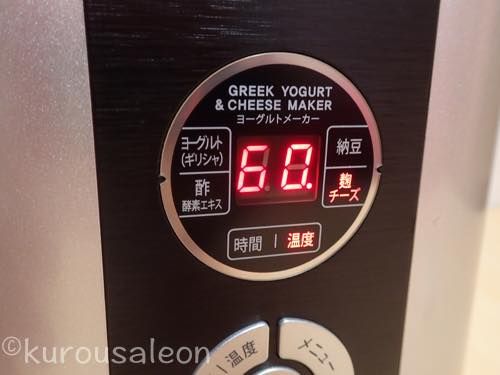 GREEK YOGURT
& CHEESE MAKER
ヨーグルトメーカー
ヨーグルト
(ギリシャ)
60.
納豆
酢
酵素エキス
麹
チーズ
時間 | 温度
温度
メニュー
©kurousaleon